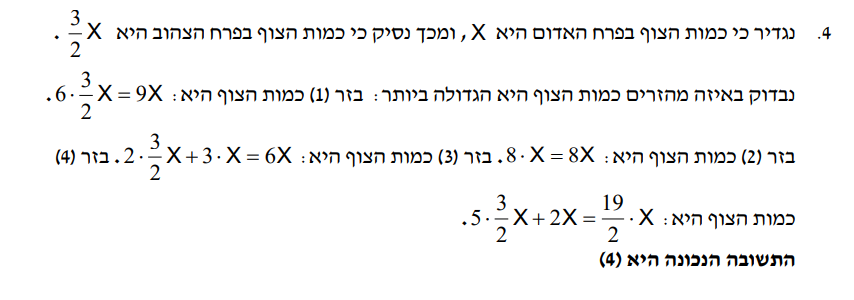 4. נגדיר כי כמות הצוף בפרח האדום היא X, ומכך נסיק כי כמות הצוף בפרח הצהוב היא $\frac{3}{2}X$.
נבדוק באיזה מהזרים כמות הצוף היא הגדולה ביותר: בזר (1) כמות הצוף היא: $6 \cdot \frac{3}{2}X = 9X$.
בזר (2) כמות הצוף היא: $8 \cdot X = 8X$. בזר (3) כמות הצוף היא: $2 \cdot \frac{3}{2}X + 3 \cdot X = 6X$. בזר (4)
כמות הצוף היא: $5 \cdot \frac{3}{2}X + 2X = \frac{19}{2} \cdot X$.
התשובה הנכונה היא (4)